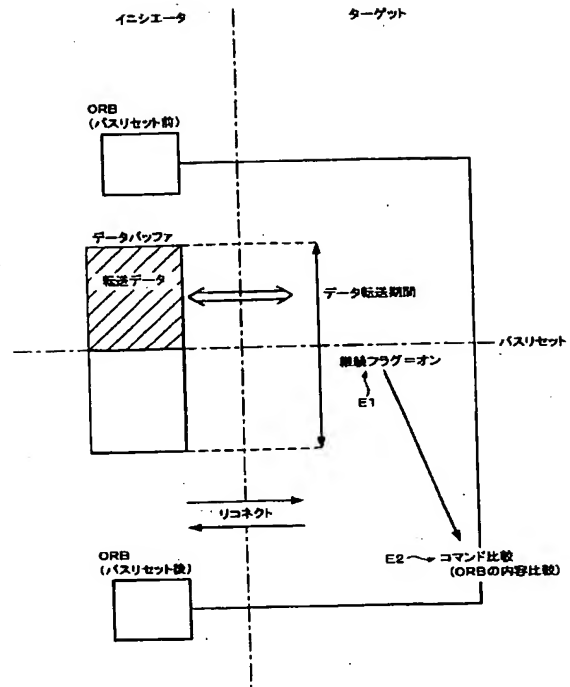 イニシエータ
ターゲット
ORB
(バスリセット前)
データバッファ
転送データ
データ転送期間
バスリセット
継続フラグ=オン
E1
リコネクト
ORB
(バスリセット後)
E2
コマンド比較
(ORBの内容比較)